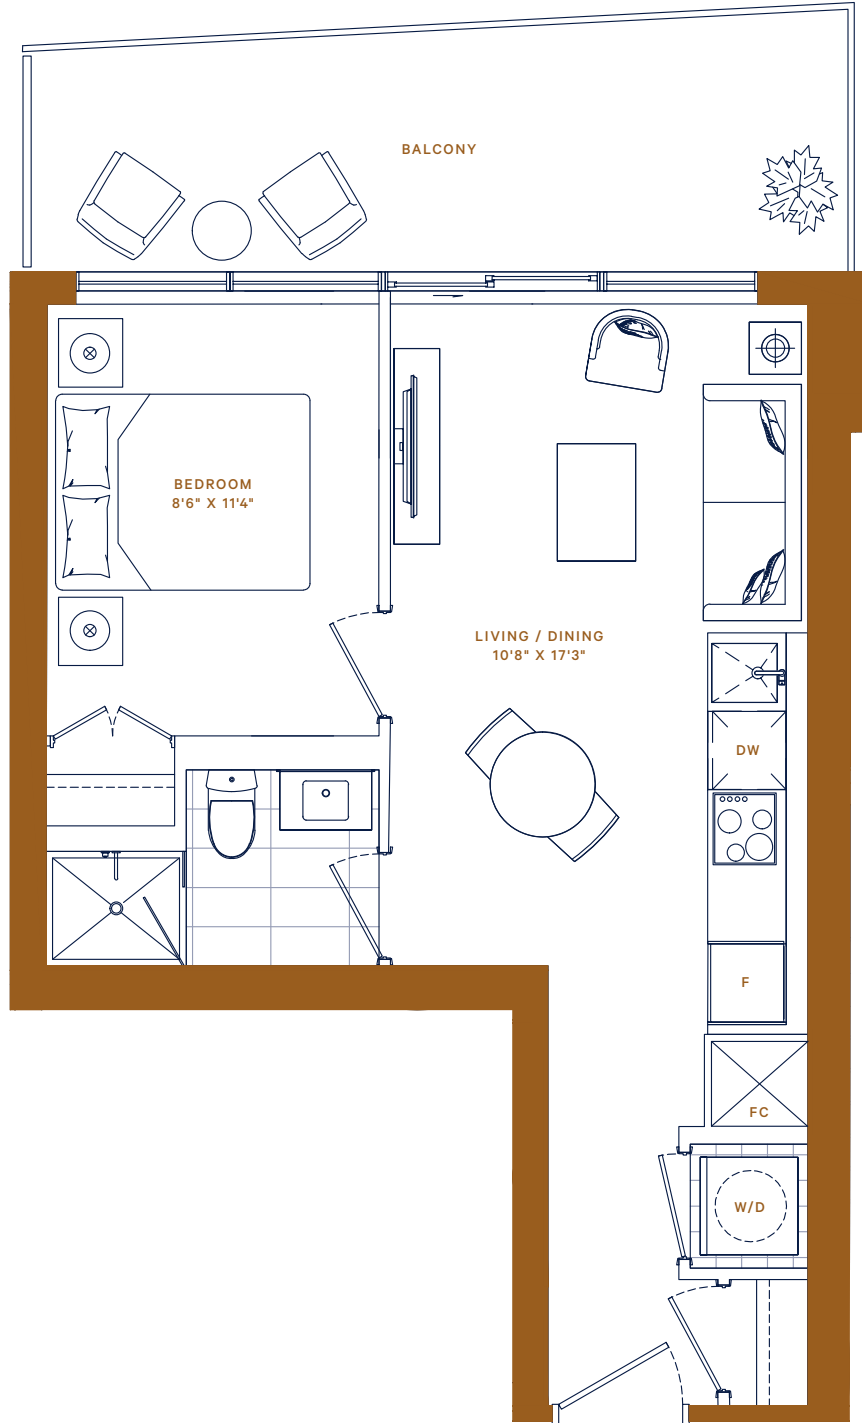 BALCONY
BEDROOM
8'6" X 11'4"
LIVING / DINING
10'8" X 17'3"
DW
F
FC
W/D